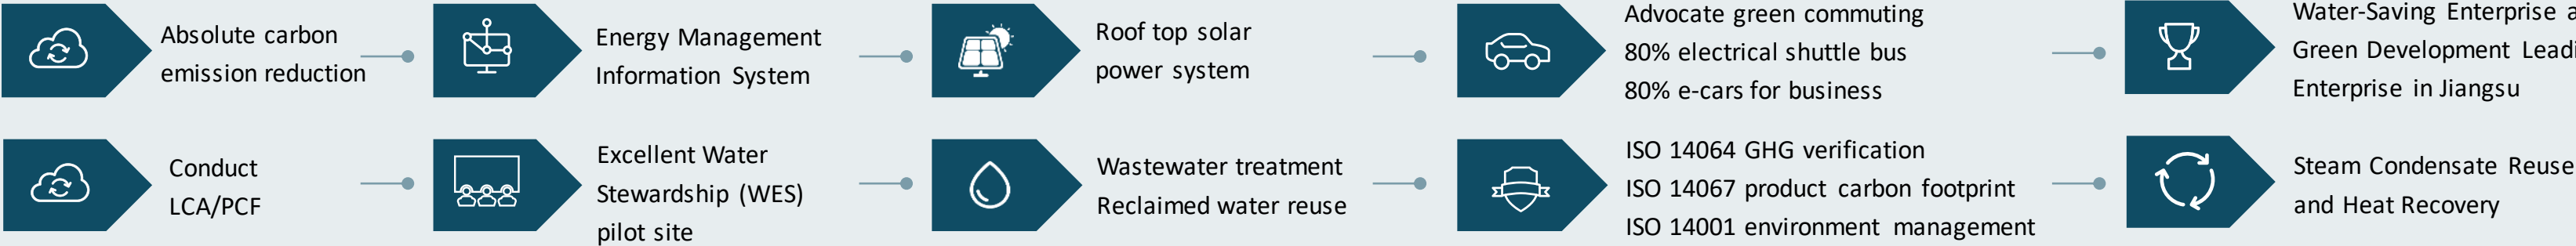 Absolute carbon
emission reduction
Energy Management
Information System
Roof top solar
power system
Advocate green commuting
80% electrical shuttle bus
80% e-cars for business
Water-Saving Enterprise
Green Development
Enterprise in Jiangsu
Conduct
LCA/PCF
Excellent Water
Stewardship (WES)
pilot site
Wastewater treatment
Reclaimed water reuse
ISO 14064 GHG verification
ISO 14067 product carbon footprint
ISO 14001 environment management
Steam Condensate Reuse
and Heat Recovery